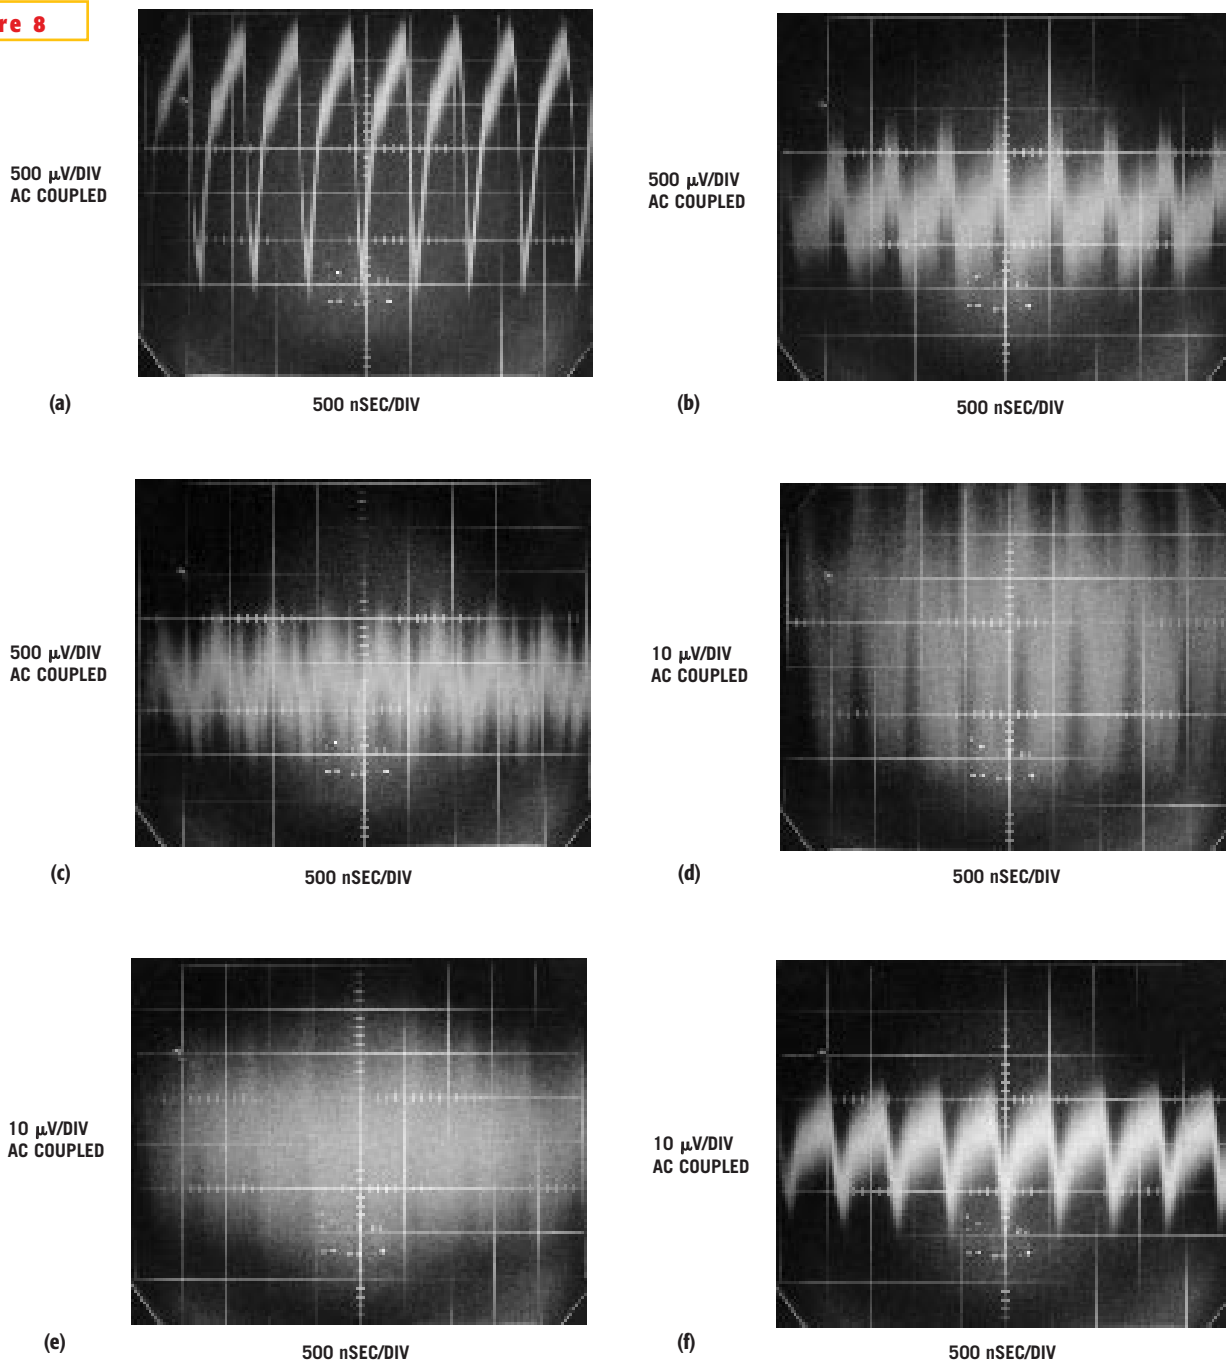 re 8
500 µV/DIV
AC COUPLED
500 µV/DIV
AC COUPLED
(a)
500 nSEC/DIV
(b)
500 nSEC/DIV
500 µV/DIV
AC COUPLED
10 µV/DIV
AC COUPLED
(c)
500 nSEC/DIV
(d)
500 nSEC/DIV
10 µV/DIV
AC COUPLED
10 µV/DIV
AC COUPLED
(e)
500 nSEC/DIV
(f)
500 nSEC/DIV